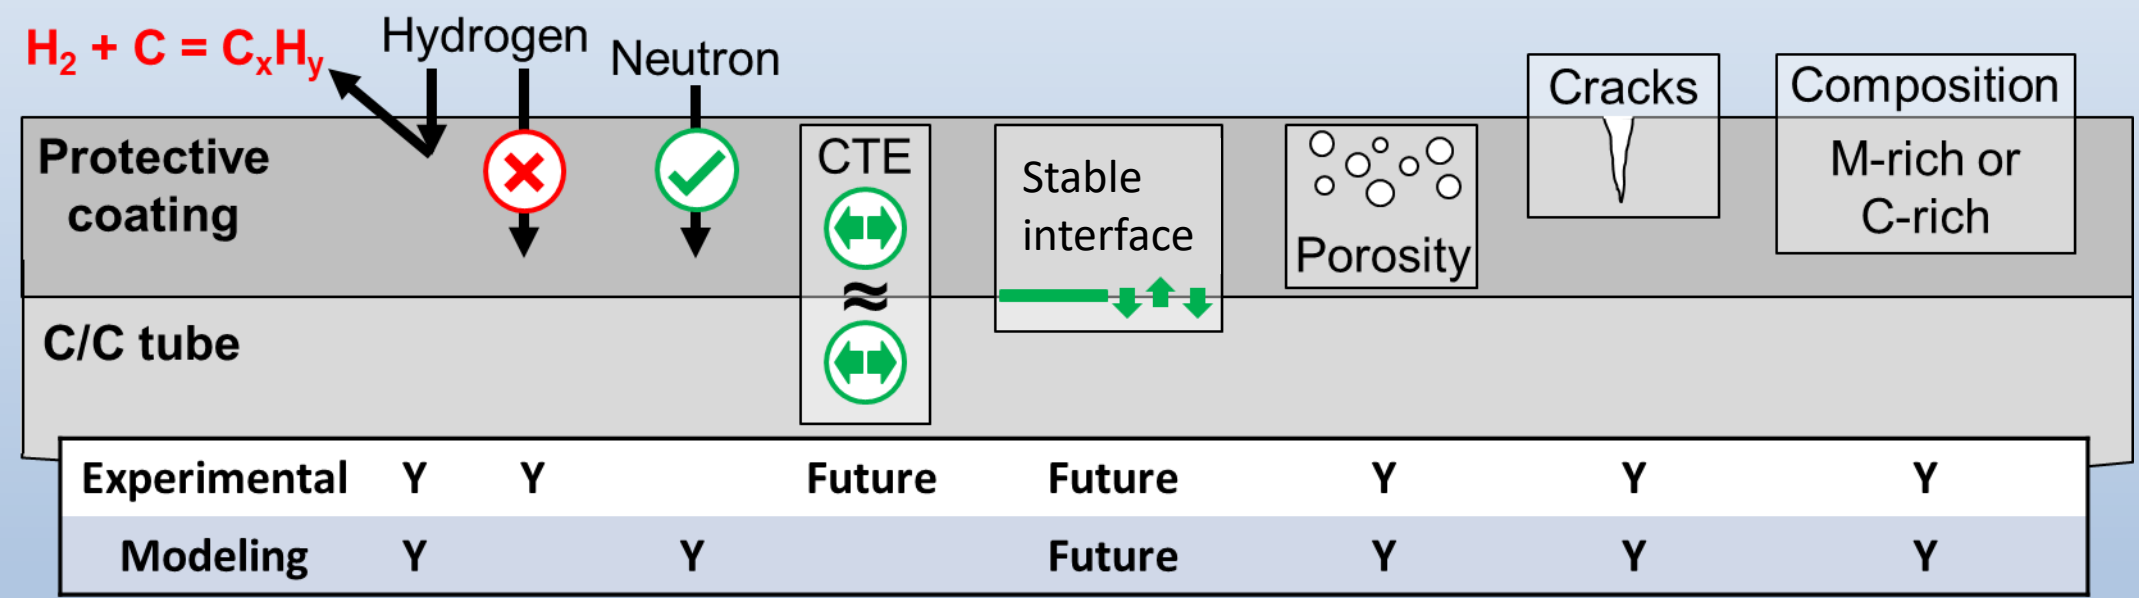 H₂ + C = CₓHᵧ
Hydrogen
Neutron
Cracks
Composition
Protective
coating
CTE
≈
Stable
interface
Porosity
M-rich or
C-rich
C/C tube
Experimental Y Y Future Future Y Y Y
Modeling Y Y Future Y Y Y